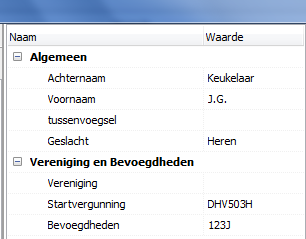 Naam Waarde
Algemeen
Achternaam Keukelaar
Voornaam J.G.
tussenvoegsel
Geslacht Heren
Vereniging en Bevoegdheden
Vereniging
Startvergunning DHV503H
Bevoegdheden 123J